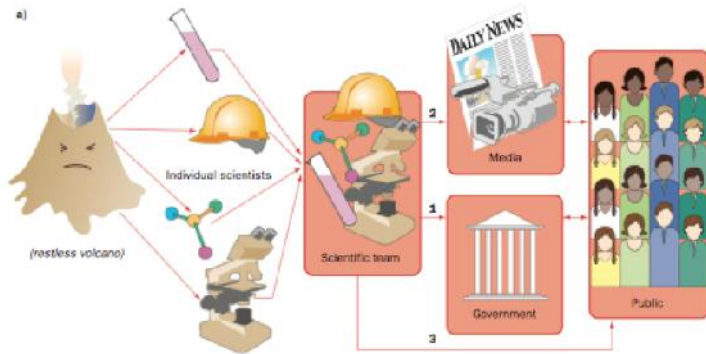 a)
DAILY NEWS
2
Media
Individual scientists
1
(restless volcano)
Scientific team
Government
Public
3